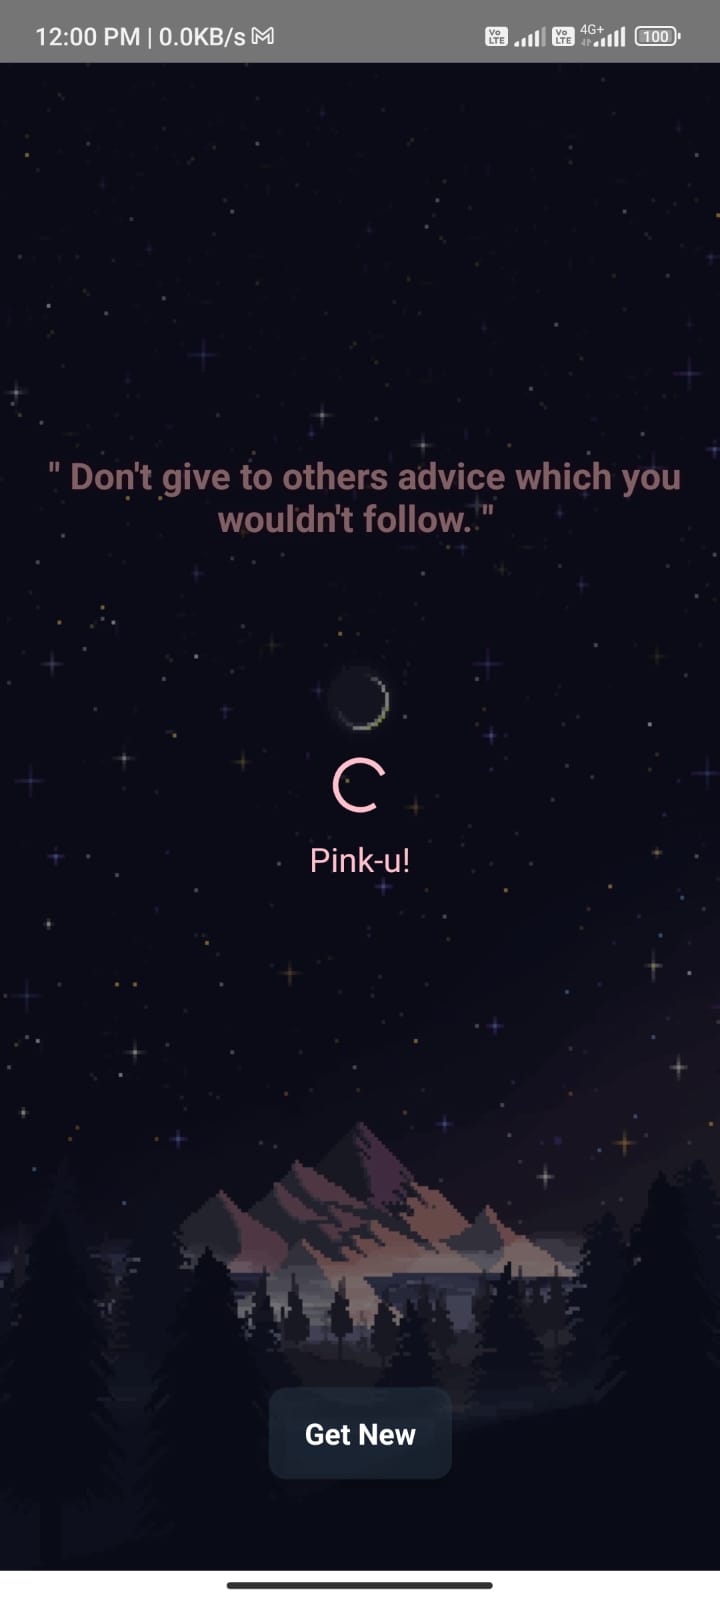 12:00 PM | 0.0KB/s
Vo LTE Vo LTE 4G+ 100
" Don't give to others advice which you
wouldn't follow. "
Pink-u!
Get New